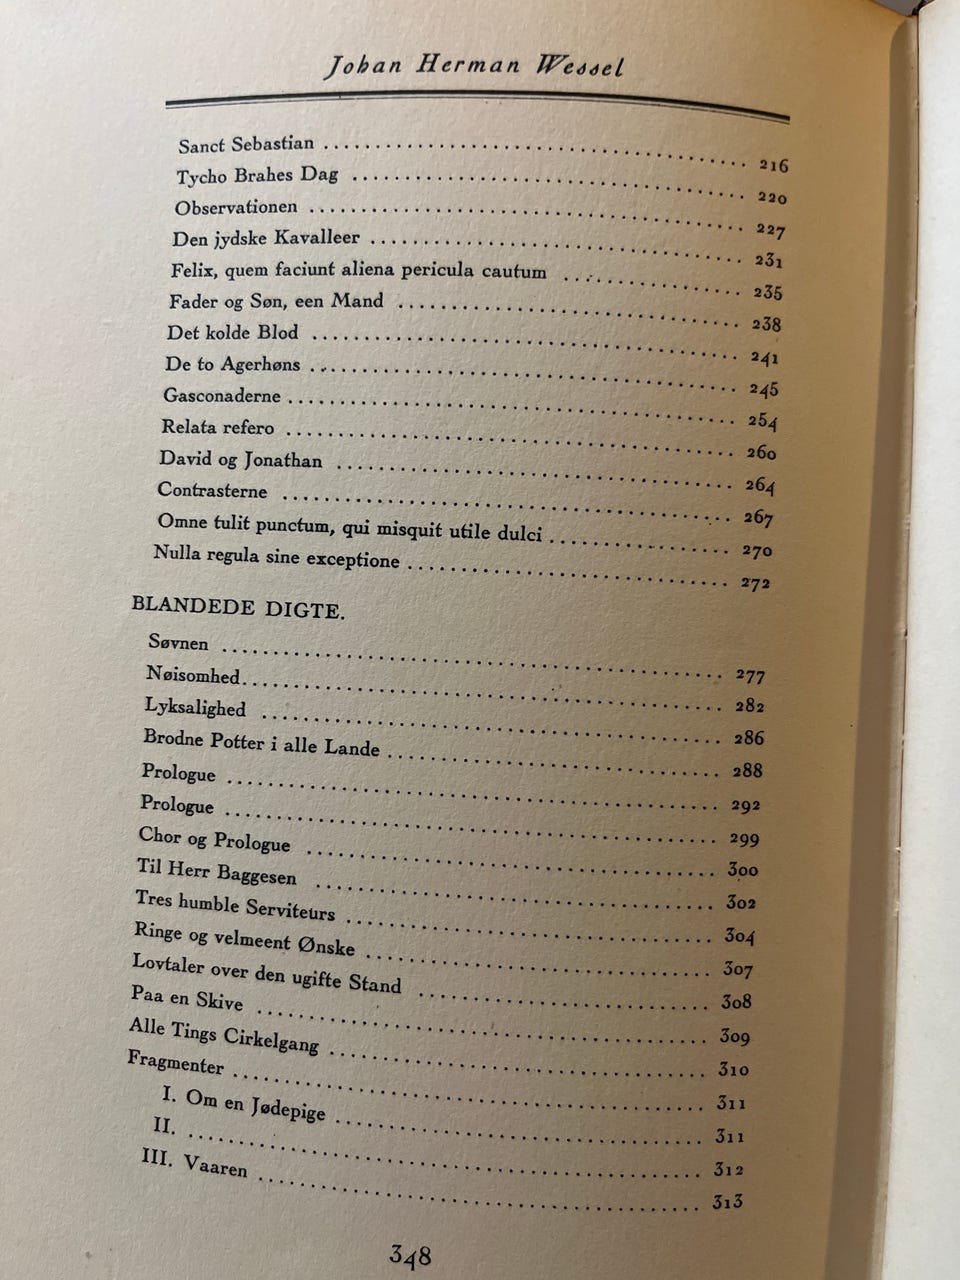 Johan Herman Wessel
Sanct Sebastian ........................................ 216
Tycho Brahes Dag ........................................ 220
Observationen ........................................ 227
Den jydske Kavalleer ........................................ 231
Felix, quem faciunt aliena pericula cautum .................... 235
Fader og Søn, een Mand ........................................ 238
Det kolde Blod ........................................ 241
De to Agerhøns ........................................ 245
Gasconaderne ........................................ 254
Relata refero ........................................ 260
David og Jonathan ........................................ 264
Contrasterne ........................................ 267
Omne tulit punctum, qui misquit utile dulci .................... 270
Nulla regula sine exceptione .............................. 272
BLANDEDE DIGTE.
Søvnen ........................................ 277
Nøisomhed ........................................ 282
Lyksalighed ........................................ 286
Brodne Potter i alle Lande .............................. 288
Prologue ........................................ 292
Prologue ........................................ 299
Chor og Prologue ........................................ 300
Til Herr Baggesen ........................................ 302
Tres humble Serviteurs .............................. 304
Ringe og velmeent Ønske .............................. 307
Lovtaler over den ugifte Stand .............................. 308
Paa en Skive ........................................ 309
Alle Tings Cirkelgang .............................. 310
Fragmenter ........................................ 311
I. Om en Jødepige .............................. 311
II. ........................................ 312
III. Vaaren ........................................ 313
348